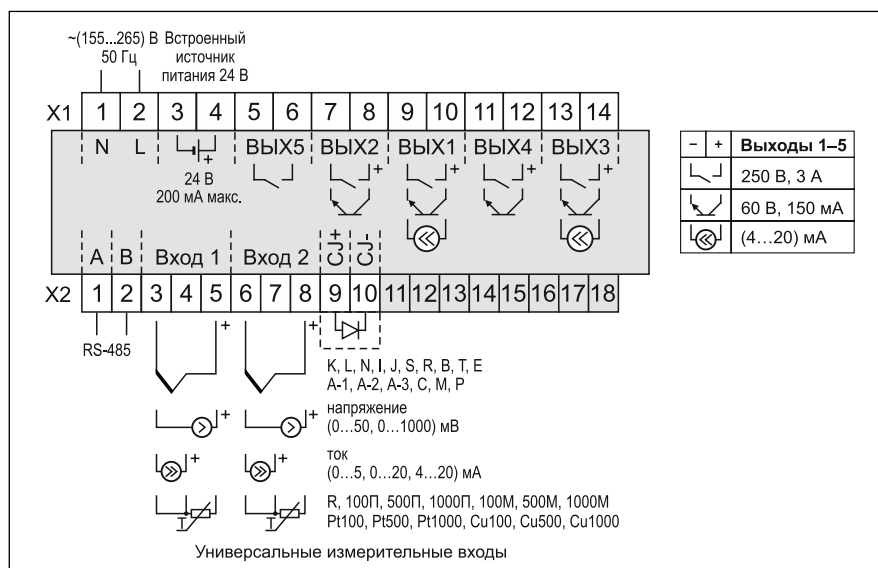 ~(155...265) В Встроенный
50 Гц источник
питания 24 В
X1 1 2 3 4 5 6 7 8 9 10 11 12 13 14
N L + ВЫХ5 ВЫХ2 ВЫХ1 ВЫХ4 ВЫХ3
24 В + + + +
200 мА макс.
– + Выходы 1–5
250 В, 3 А
60 В, 150 мА
(4...20) мА
A B Вход 1 Вход 2 CJ+ CJ-
X2 1 2 3 4 5 6 7 8 9 10 11 12 13 14 15 16 17 18
RS-485 + +
K, L, N, I, J, S, R, B, T, E
A-1, A-2, A-3, C, M, P
+ + напряжение
(0...50, 0...1000) мВ
+ + ток
(0...5, 0...20, 4...20) мА
T T R, 100П, 500П, 1000П, 100М, 500М, 1000М
Pt100, Pt500, Pt1000, Cu100, Cu500, Cu1000
Универсальные измерительные входы